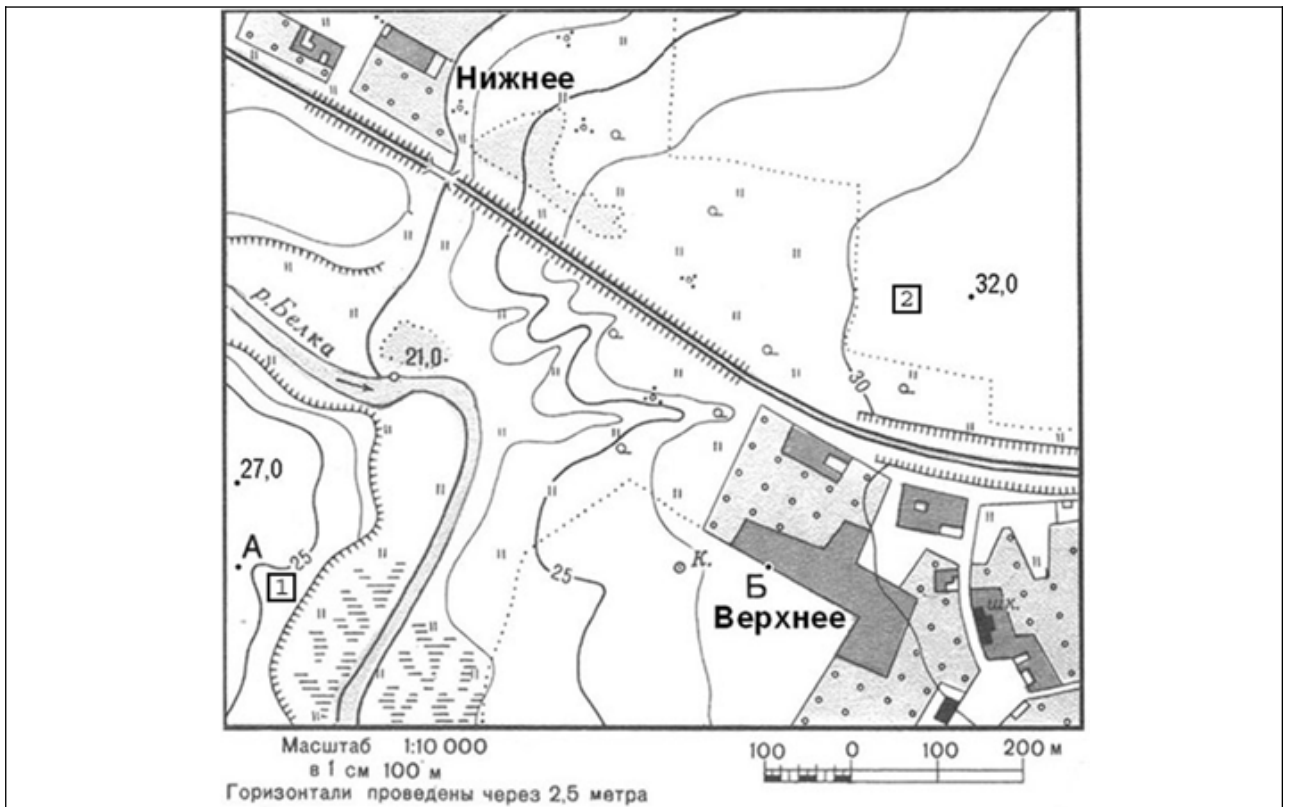 Нижнее
р. Белка
21,0
2
32,0
30
27,0
А
25
1
25
К.
Б
Верхнее
шк.
Масштаб 1:10 000
в 1 см 100 м
Горизонтали проведены через 2,5 метра
100 0 100 200 м